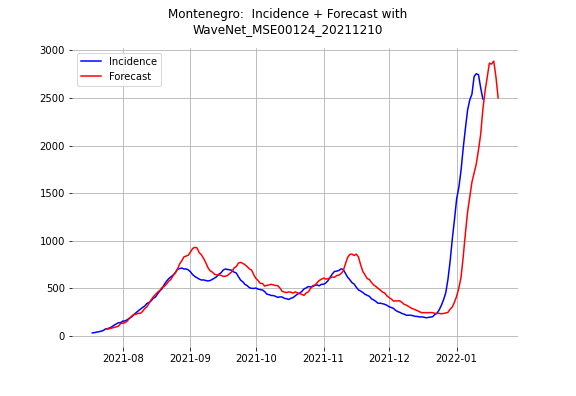 Montenegro:  Incidence + Forecast with
WaveNet_MSE00124_20211210
Incidence
Forecast
3000
2500
2000
1500
1000
500
0
2021-08 2021-09 2021-10 2021-11 2021-12 2022-01